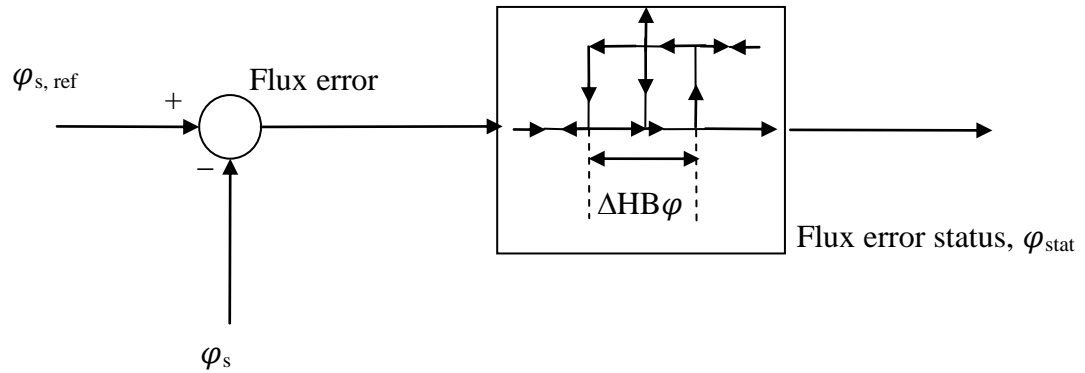 φs, ref
+
Flux error
−
φs
ΔHBφ
Flux error status, φstat